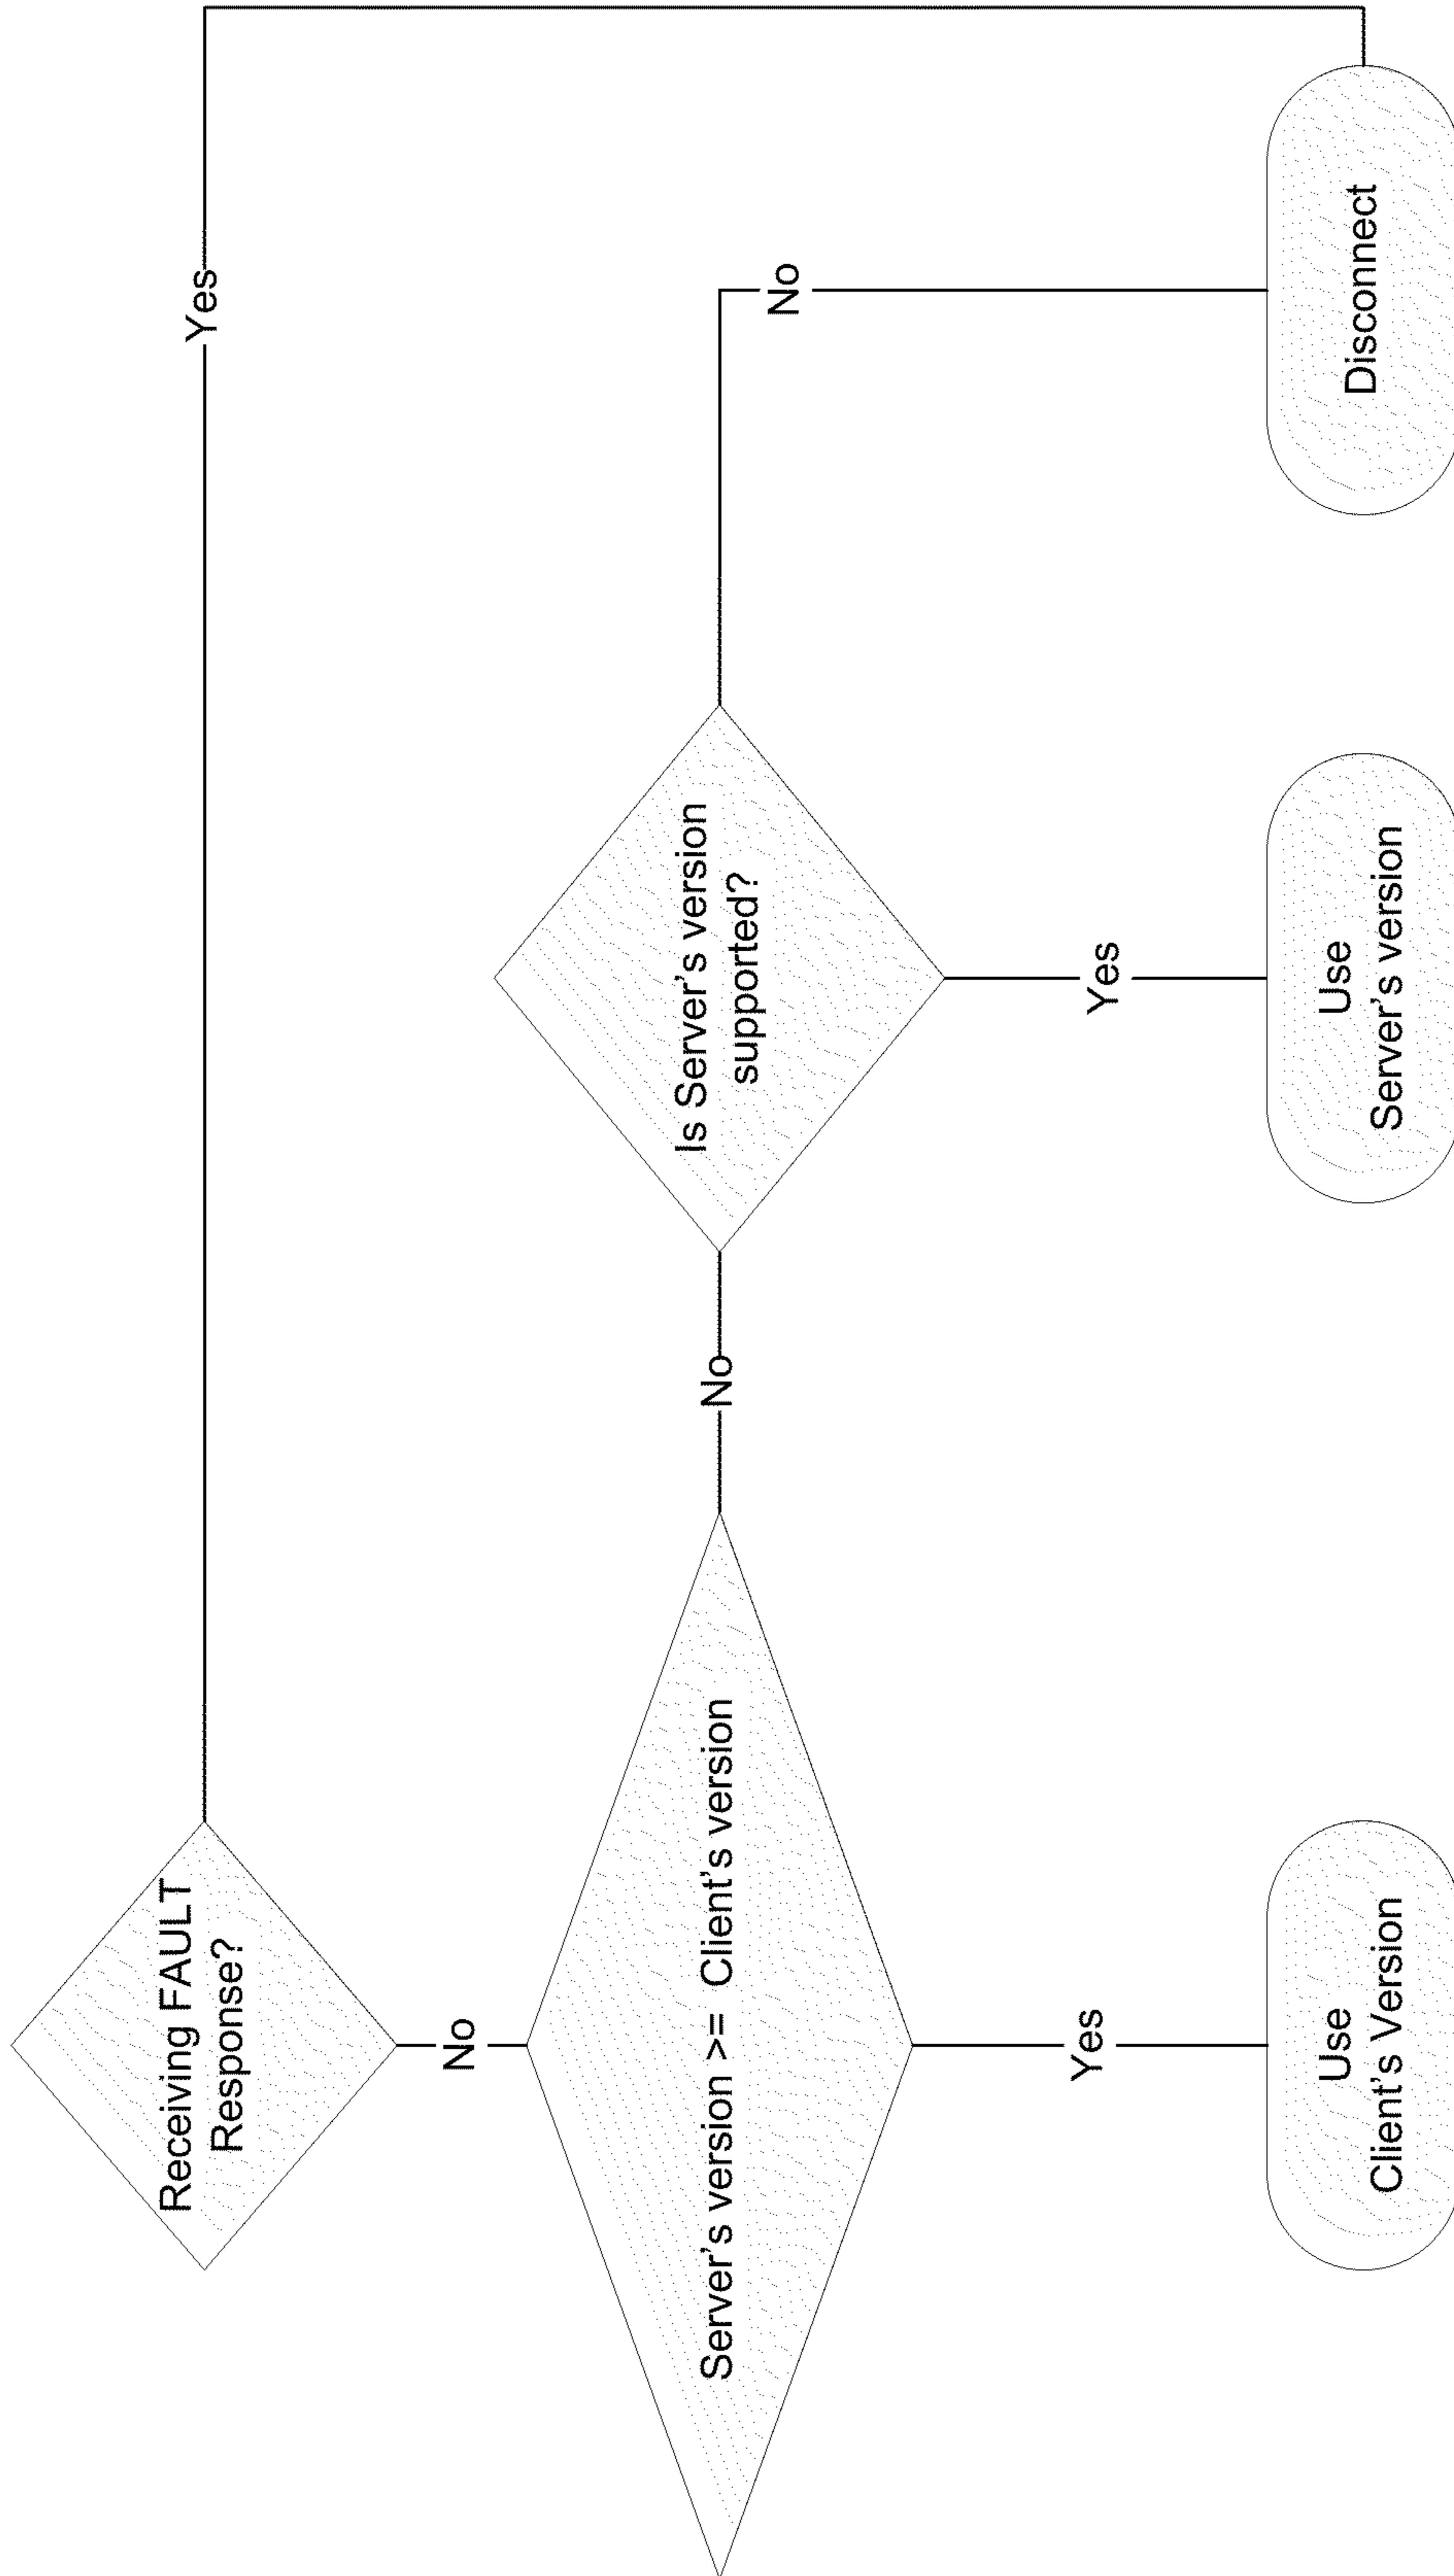 Receiving FAULT
Response?
Yes
No
Server's version >= Client's version
No
Is Server's version
supported?
No
Yes
Yes
Use
Client's Version
Use
Server's version
Disconnect